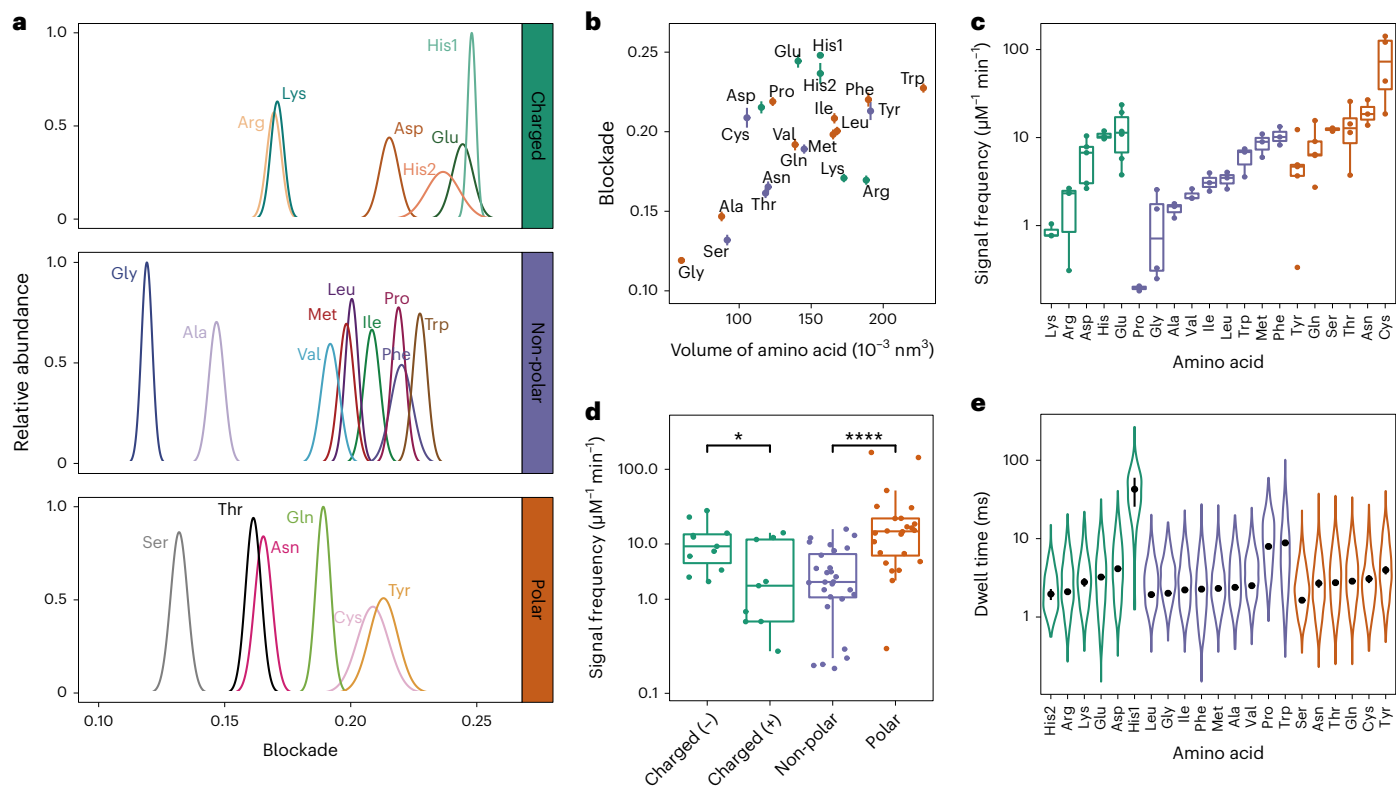 a
1.0
0.5
0
His1
Lys
Arg
Asp
Glu
His2
Charged
1.0
0.5
0
Gly
Ala
Val
Met
Leu
Ile
Pro
Phe
Trp
Non-polar
1.0
0.5
0
Ser
Thr
Asn
Gln
Cys
Tyr
Polar
Relative abundance
0.10
0.15
0.20
0.25
Blockade
b
Blockade
0.25
0.20
0.15
0.10
Glu
His1
His2
Trp
Asp
Pro
Phe
Cys
Ile
Tyr
Val
Leu
Met
Gln
Lys
Asn
Arg
Thr
Ala
Ser
Gly
100
150
200
Volume of amino acid (10⁻³ nm³)
c
Signal frequency (µM⁻¹ min⁻¹)
100
10
1
Lys
Arg
Asp
His
Glu
Pro
Gly
Ala
Val
Ile
Leu
Trp
Met
Phe
Tyr
Gln
Ser
Thr
Asn
Cys
Amino acid
d
Signal frequency (µM⁻¹ min⁻¹)
100.0
10.0
1.0
0.1
*
****
Charged (−)
Charged (+)
Non-polar
Polar
e
Dwell time (ms)
100
10
1
His2
Arg
Lys
Glu
Asp
His1
Leu
Gly
Ile
Phe
Met
Ala
Val
Pro
Trp
Ser
Asn
Thr
Gln
Cys
Tyr
Amino acid